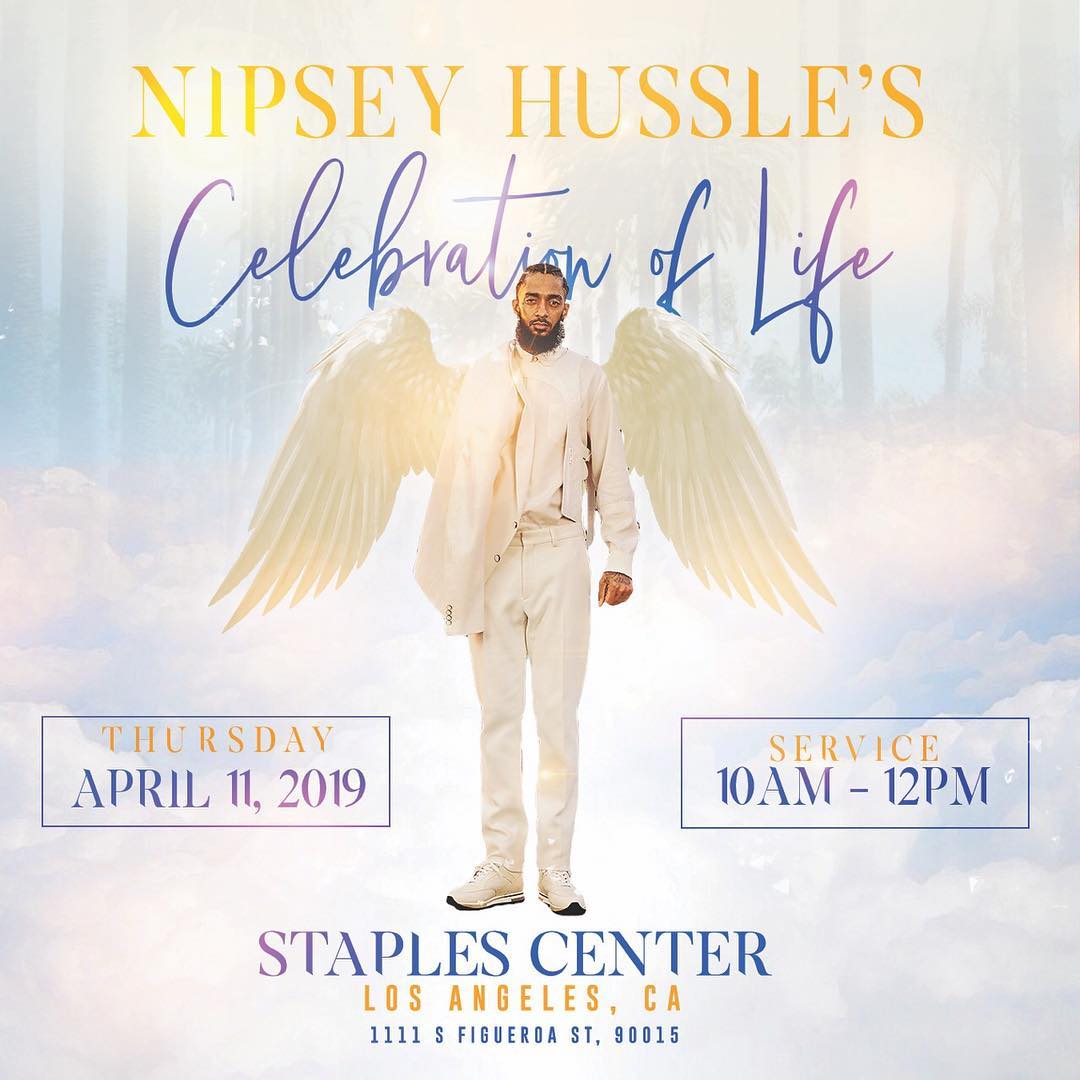 NIPSEY HUSSLE'S
Celebration of Life
THURSDAY
APRIL 11, 2019
SERVICE
10AM – 12PM
STAPLES CENTER
LOS ANGELES, CA
1111 S FIGUEROA ST, 90015